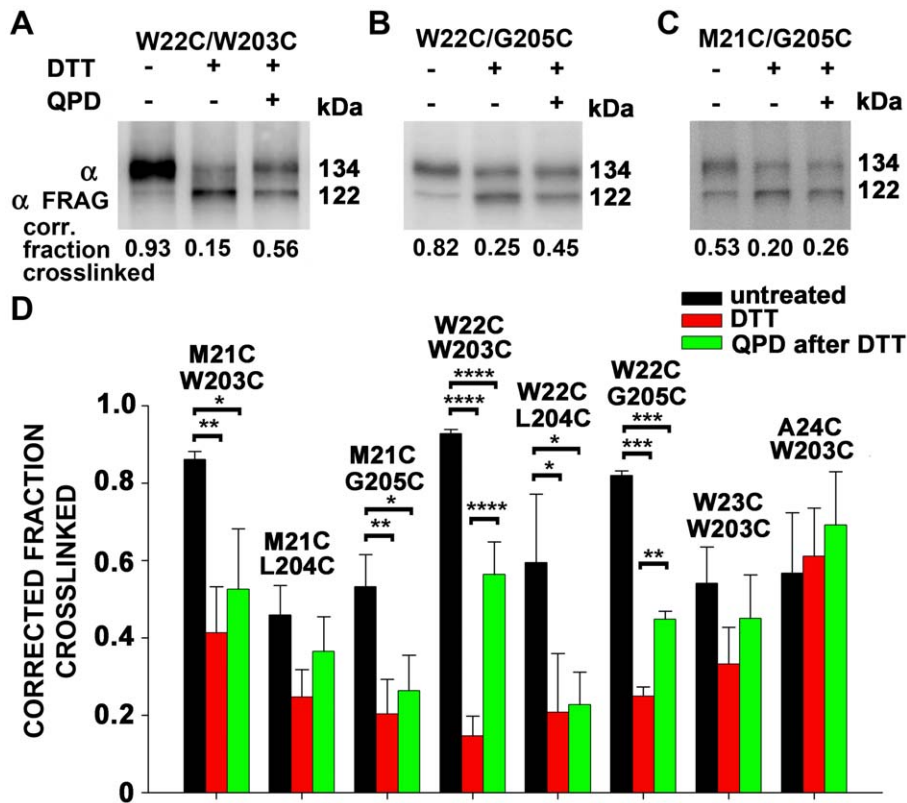 A
W22C/W203C
DTT - + +
QPD - - +
kDa
α
α FRAG
134
122
corr.
fraction
crosslinked
0.93 0.15 0.56
B
W22C/G205C
- + +
- - +
kDa
134
122
0.82 0.25 0.45
C
M21C/G205C
- + +
- - +
kDa
134
122
0.53 0.20 0.26
D
untreated
DTT
QPD after DTT
CORRECTED FRACTION
CROSSLINKED
1.0
0.8
0.6
0.4
0.2
0
M21C
W203C
*
**
M21C
L204C
M21C
G205C
*
**
W22C
W203C
****
****
****
W22C
L204C
*
*
W22C
G205C
***
***
**
W23C
W203C
A24C
W203C